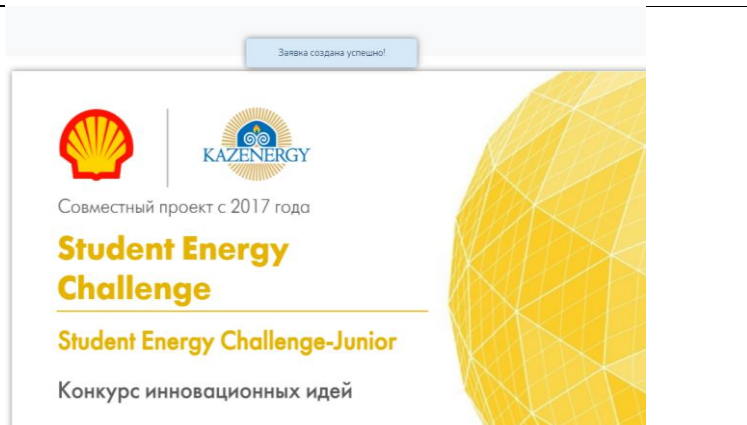 Заявка создана успешно!
KAZENERGY
Совместный проект с 2017 года
Student Energy
Challenge
Student Energy Challenge-Junior
Конкурс инновационных идей